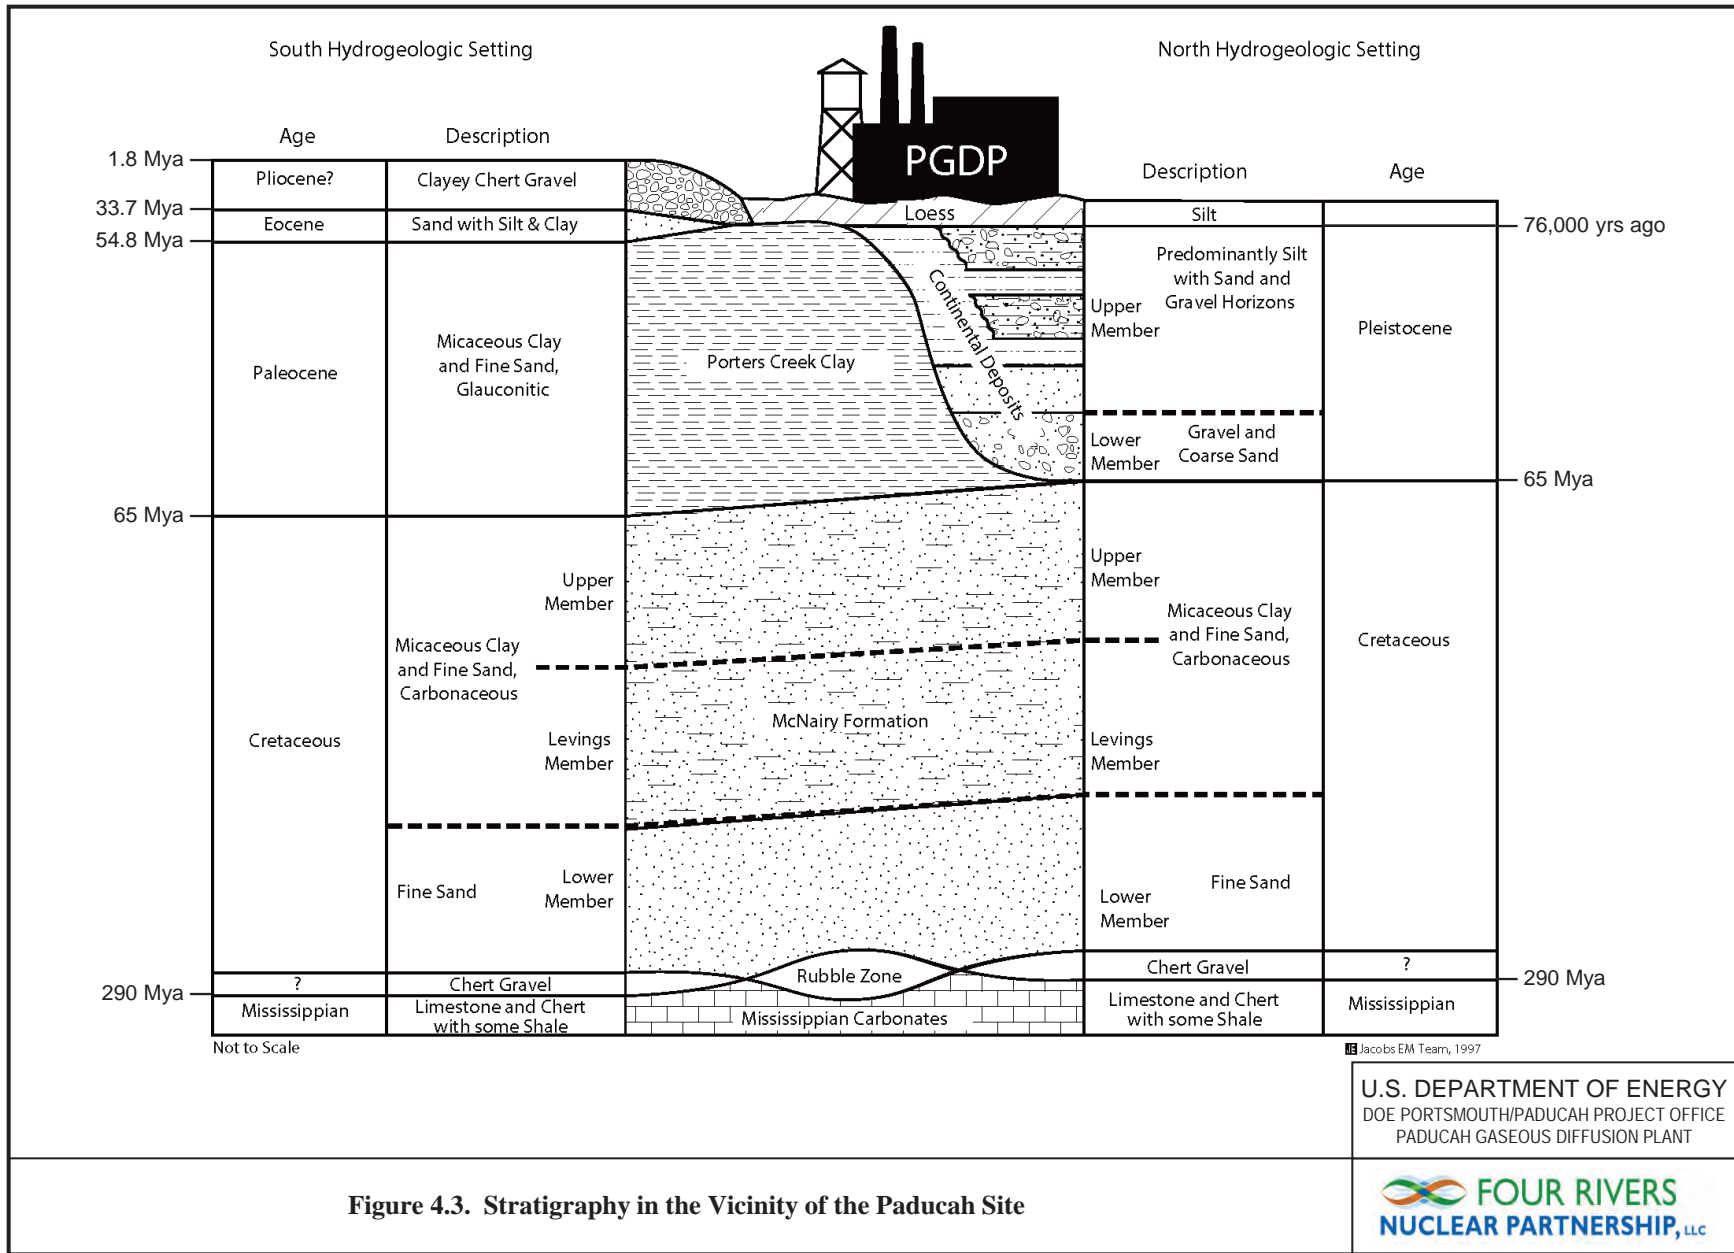 South Hydrogeologic Setting
North Hydrogeologic Setting
PGDP
Age
Description
Description
Age
1.8 Mya
33.7 Mya
54.8 Mya
65 Mya
290 Mya
Pliocene?
Clayey Chert Gravel
Eocene
Sand with Silt & Clay
Paleocene
Micaceous Clay
and Fine Sand,
Glauconitic
Cretaceous
Upper
Member
Micaceous Clay
and Fine Sand,
Carbonaceous
Levings
Member
Fine Sand
Lower
Member
?
Chert Gravel
Mississippian
Limestone and Chert
with some Shale
Loess
Porters Creek Clay
Continental Deposits
McNairy Formation
Rubble Zone
Mississippian Carbonates
Silt
Predominantly Silt
with Sand and
Gravel Horizons
Upper
Member
Pleistocene
Lower
Member
Gravel and
Coarse Sand
Upper
Member
Micaceous Clay
and Fine Sand,
Carbonaceous
Cretaceous
Levings
Member
Fine Sand
Lower
Member
Chert Gravel
?
Limestone and Chert
with some Shale
Mississippian
76,000 yrs ago
65 Mya
290 Mya
Not to Scale
JE Jacobs EM Team, 1997
U.S. DEPARTMENT OF ENERGY
DOE PORTSMOUTH/PADUCAH PROJECT OFFICE
PADUCAH GASEOUS DIFFUSION PLANT
Figure 4.3. Stratigraphy in the Vicinity of the Paducah Site
FOUR RIVERS
NUCLEAR PARTNERSHIP, LLC